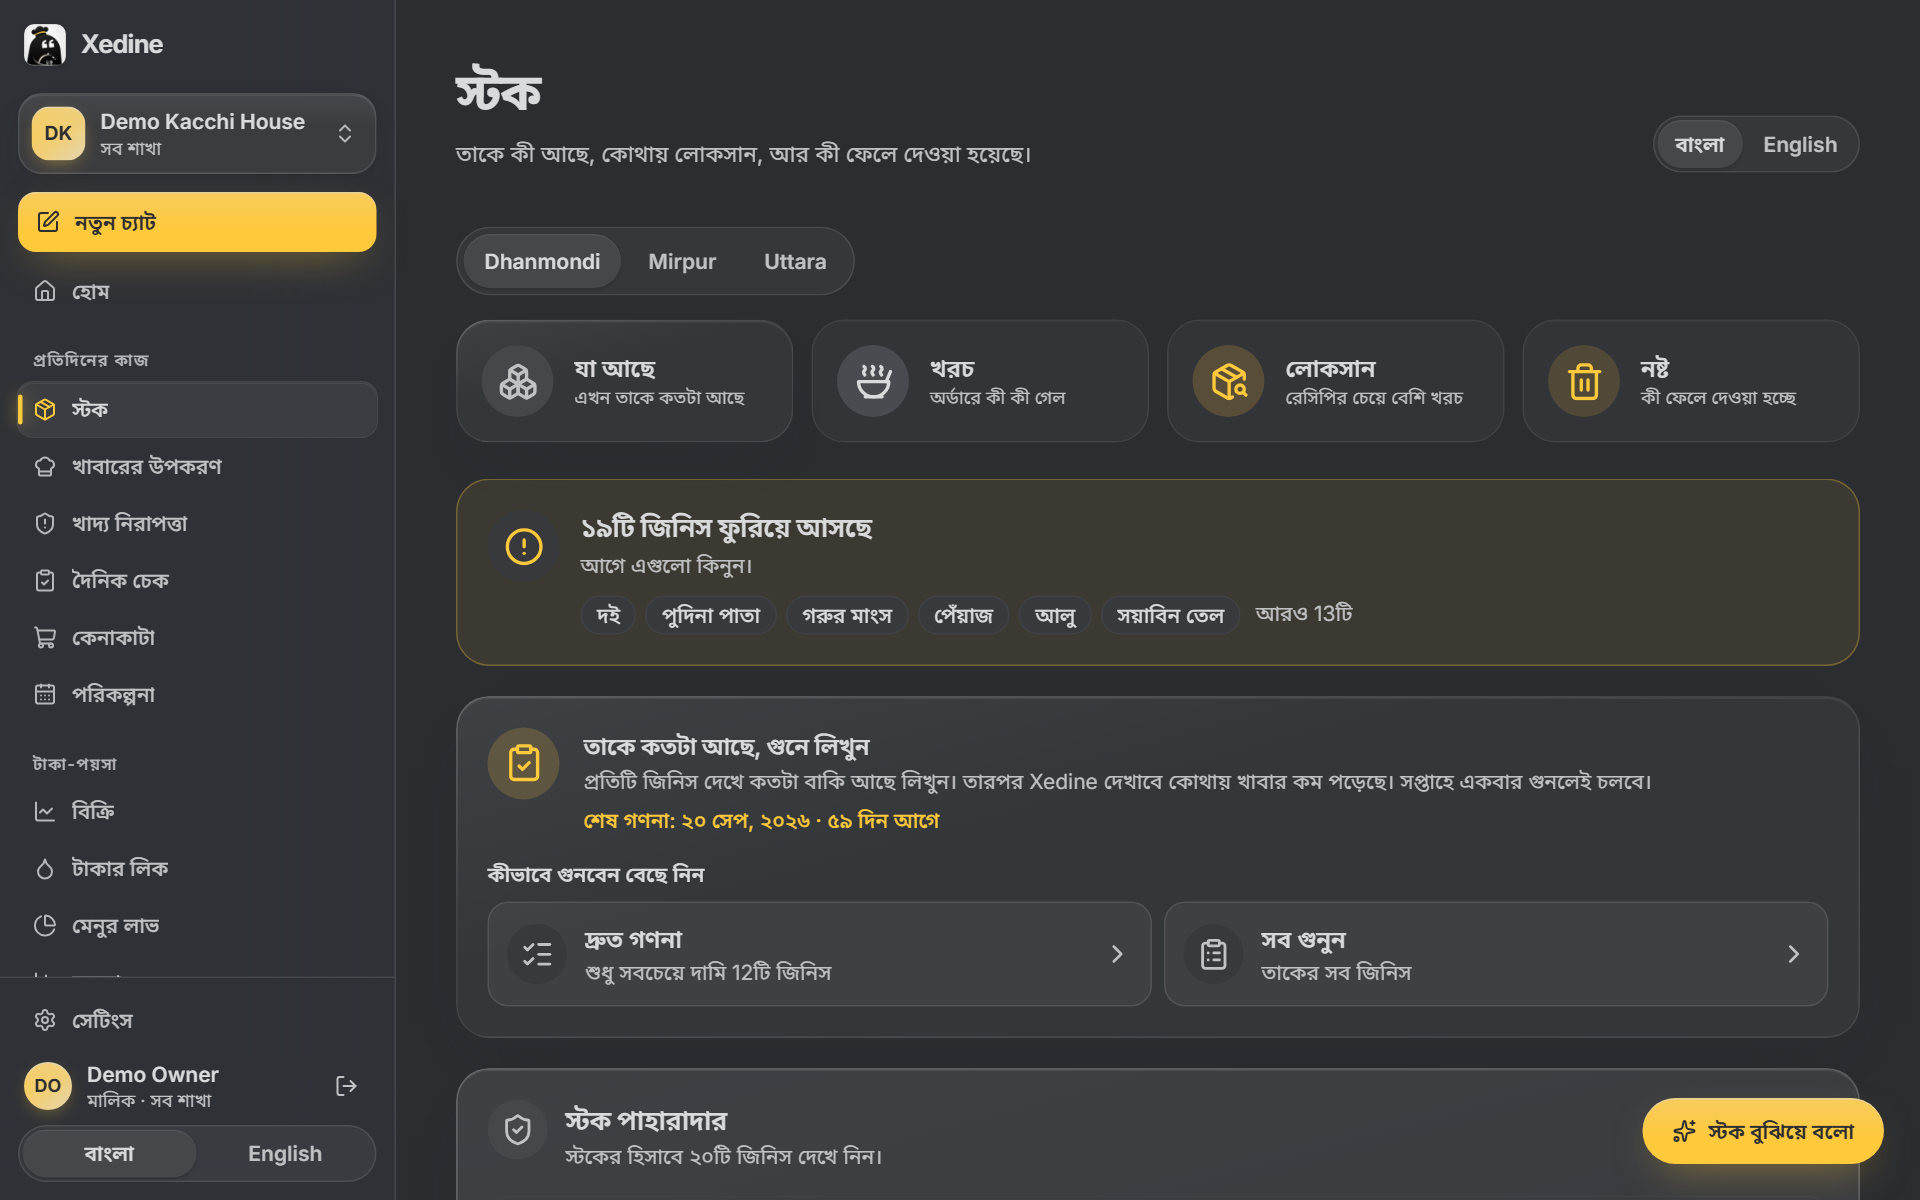 Xedine
DK
Demo Kacchi House
সব শাখা
নতুন চ্যাট
হোম
প্রতিদিনের কাজ
স্টক
খাবারের উপকরণ
খাদ্য নিরাপত্তা
দৈনিক চেক
কেনাকাটা
পরিকল্পনা
টাকা-পয়সা
বিক্রি
টাকার লিক
মেনুর লাভ
সেটিংস
DO
Demo Owner
মালিক · সব শাখা
বাংলা
English
স্টক
তাকে কী আছে, কোথায় লোকসান, আর কী ফেলে দেওয়া হয়েছে।
বাংলা
English
Dhanmondi
Mirpur
Uttara
যা আছে
এখন তাকে কতটা আছে
খরচ
অর্ডারে কী কী গেল
লোকসান
রেসিপির চেয়ে বেশি খরচ
নষ্ট
কী ফেলে দেওয়া হচ্ছে
১৯টি জিনিস ফুরিয়ে আসছে
আগে এগুলো কিনুন।
দই
পুদিনা পাতা
গরুর মাংস
পেঁয়াজ
আলু
সয়াবিন তেল
আরও 13টি
তাকে কতটা আছে, গুনে লিখুন
প্রতিটি জিনিস দেখে কতটা বাকি আছে লিখুন। তারপর Xedine দেখাবে কোথায় খাবার কম পড়েছে। সপ্তাহে একবার গুনলেই চলবে।
শেষ গণনা: ২০ সেপ, ২০২৬ · ৫৯ দিন আগে
কীভাবে গুনবেন বেছে নিন
দ্রুত গণনা
শুধু সবচেয়ে দামি 12টি জিনিস
সব গুনুন
তাকের সব জিনিস
স্টক পাহারাদার
স্টকের হিসাবে ২০টি জিনিস দেখে নিন।
স্টক বুঝিয়ে বলো